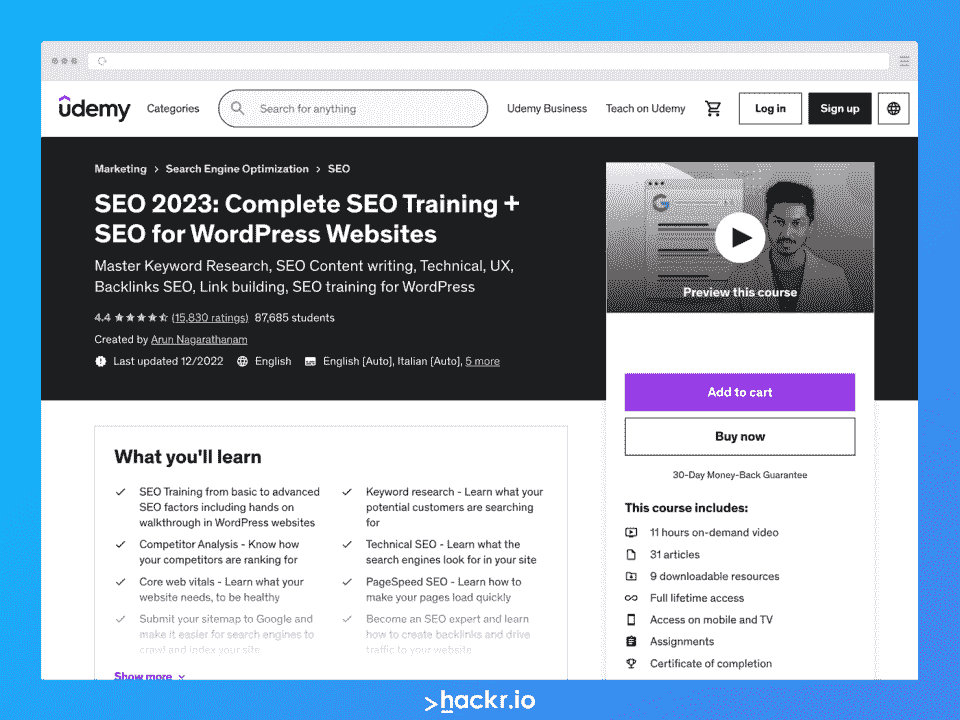 udemy
Categories
Search for anything
Udemy Business
Teach on Udemy
Log in
Sign up
Marketing > Search Engine Optimization > SEO
SEO 2023: Complete SEO Training +
SEO for WordPress Websites
Master Keyword Research, SEO Content writing, Technical, UX,
Backlinks SEO, Link building, SEO training for WordPress
4.4 ★★★★★ (15,830 ratings) 87,685 students
Created by Arun Nagarathanam
Last updated 12/2022 English English [Auto], Italian [Auto], 5 more
G
Preview this course
Add to cart
Buy now
30-Day Money-Back Guarantee
This course includes:
11 hours on-demand video
31 articles
9 downloadable resources
Full lifetime access
Access on mobile and TV
Assignments
Certificate of completion
What you'll learn
SEO Training from basic to advanced
SEO factors including hands on
walkthrough in WordPress websites
Competitor Analysis - Know how
your competitors are ranking for
Core web vitals - Learn what your
website needs, to be healthy
Submit your sitemap to Google and
make it easier for search engines to
crawl and index your site
Keyword research - Learn what your
potential customers are searching
for
Technical SEO - Learn what the
search engines look for in your site
PageSpeed SEO - Learn how to
make your pages load quickly
Become an SEO expert and learn
how to create backlinks and drive
traffic to your website
Show more
>hackr.io